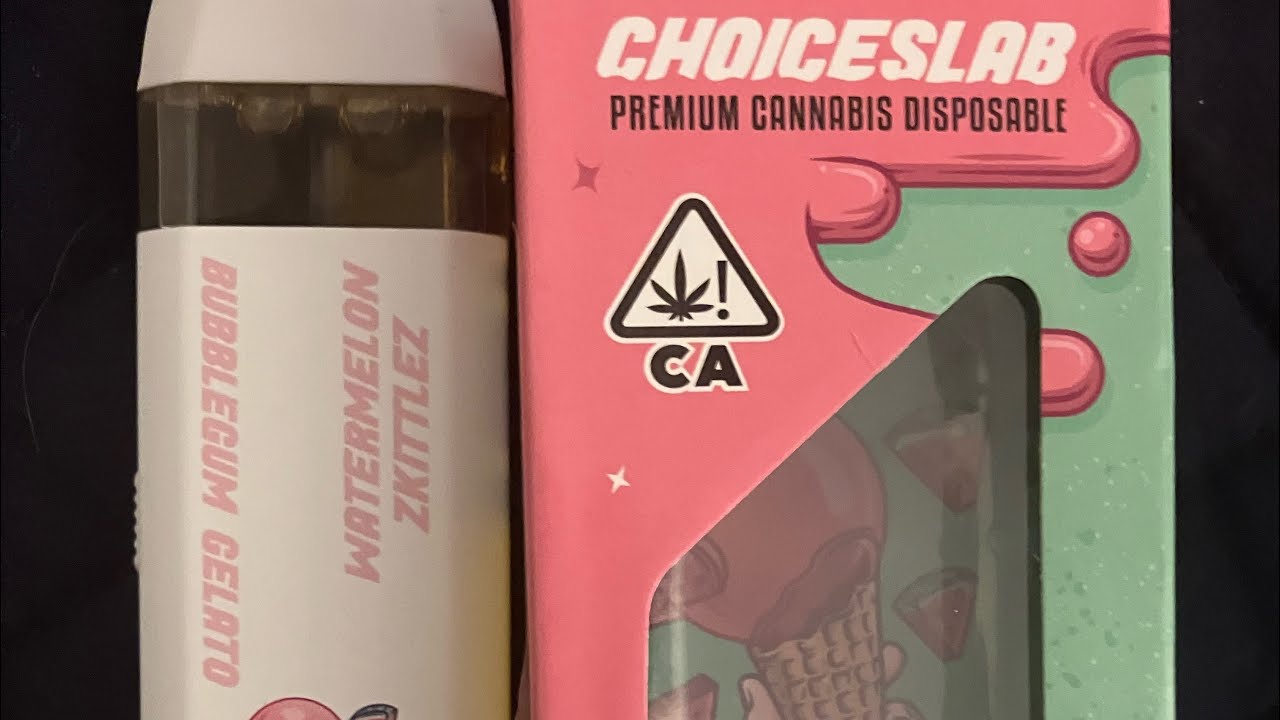 CHOICESLAB
PREMIUM CANNABIS DISPOSABLE
!
CA
BUBBLEGUM GELATO
WATERMELON
ZKITTLEZ